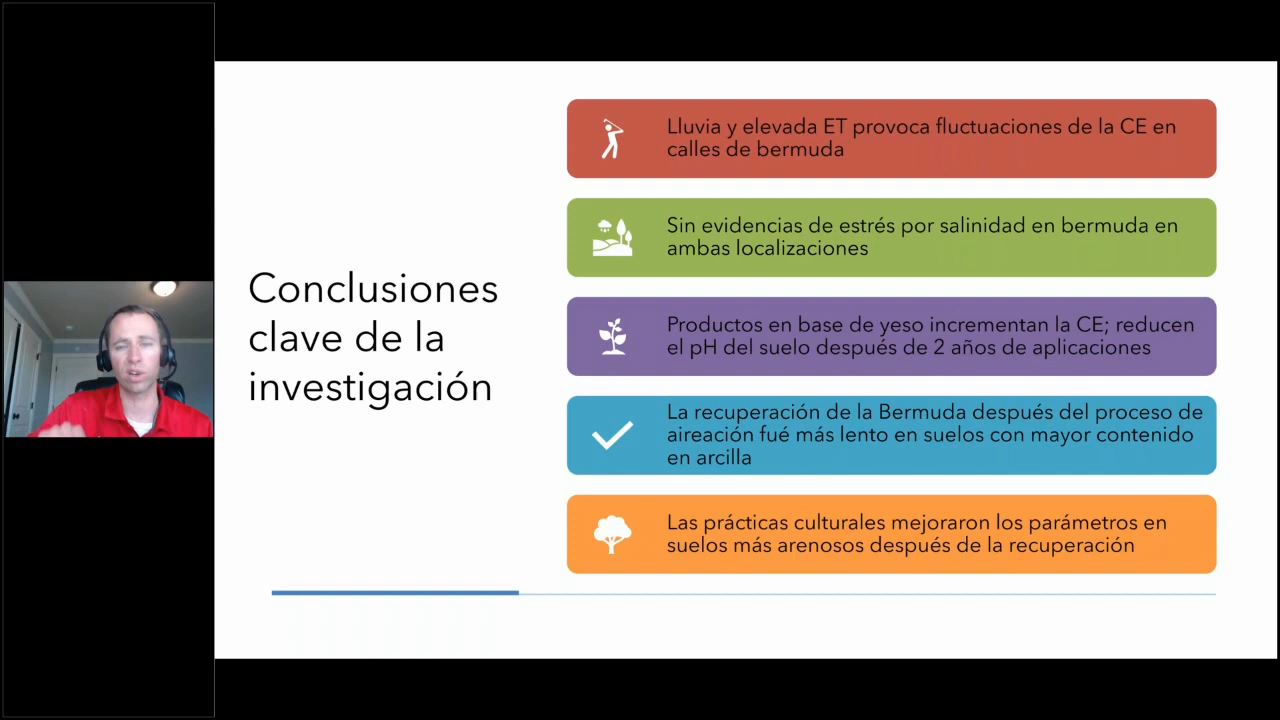 Conclusiones
clave de la
investigación
Lluvia y elevada ET provoca fluctuaciones de la CE en
calles de bermuda
Sin evidencias de estrés por salinidad en bermuda en
ambas localizaciones
Productos en base de yeso incrementan la CE; reducen
el pH del suelo después de 2 años de aplicaciones
La recuperación de la Bermuda después del proceso de
aireación fué más lento en suelos con mayor contenido
en arcilla
Las prácticas culturales mejoraron los parámetros en
suelos más arenosos después de la recuperación